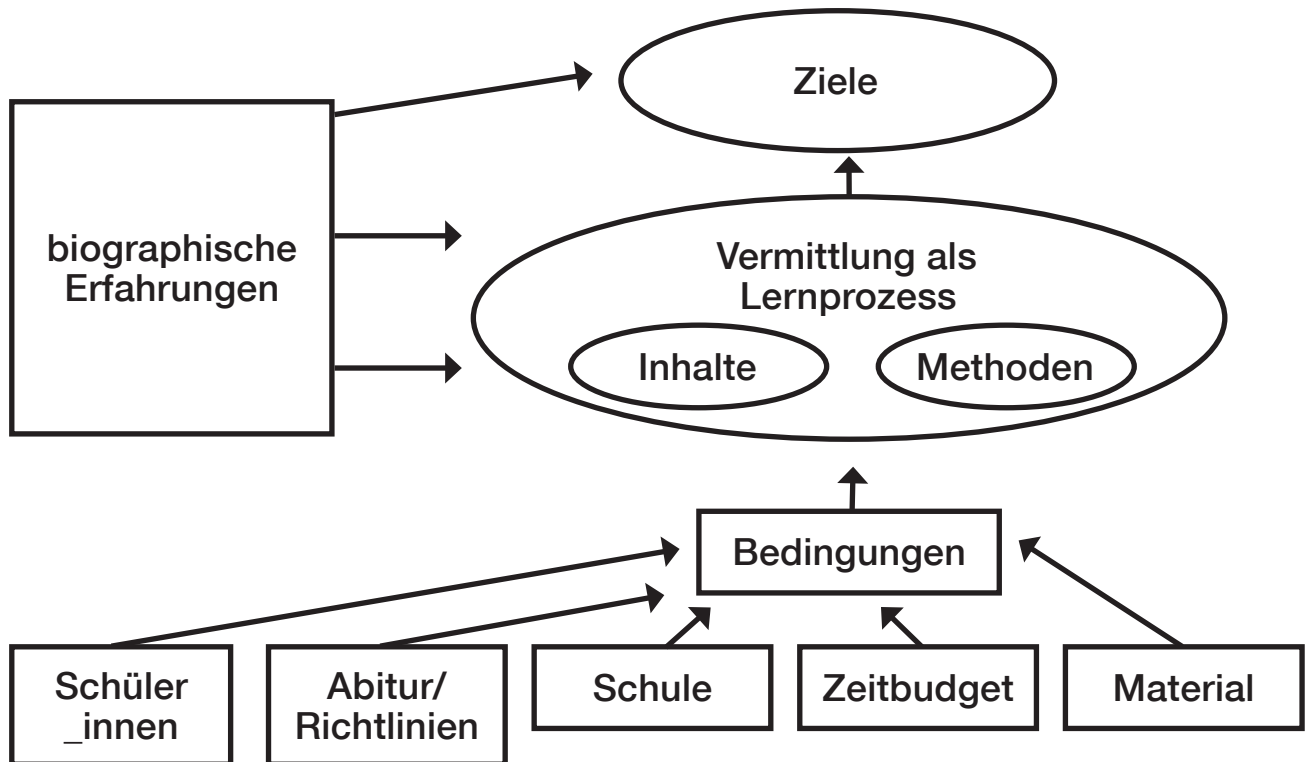 Ziele
biographische
Erfahrungen
Vermittlung als
Lernprozess
Inhalte
Methoden
Bedingungen
Schüler
_innen
Abitur/
Richtlinien
Schule
Zeitbudget
Material